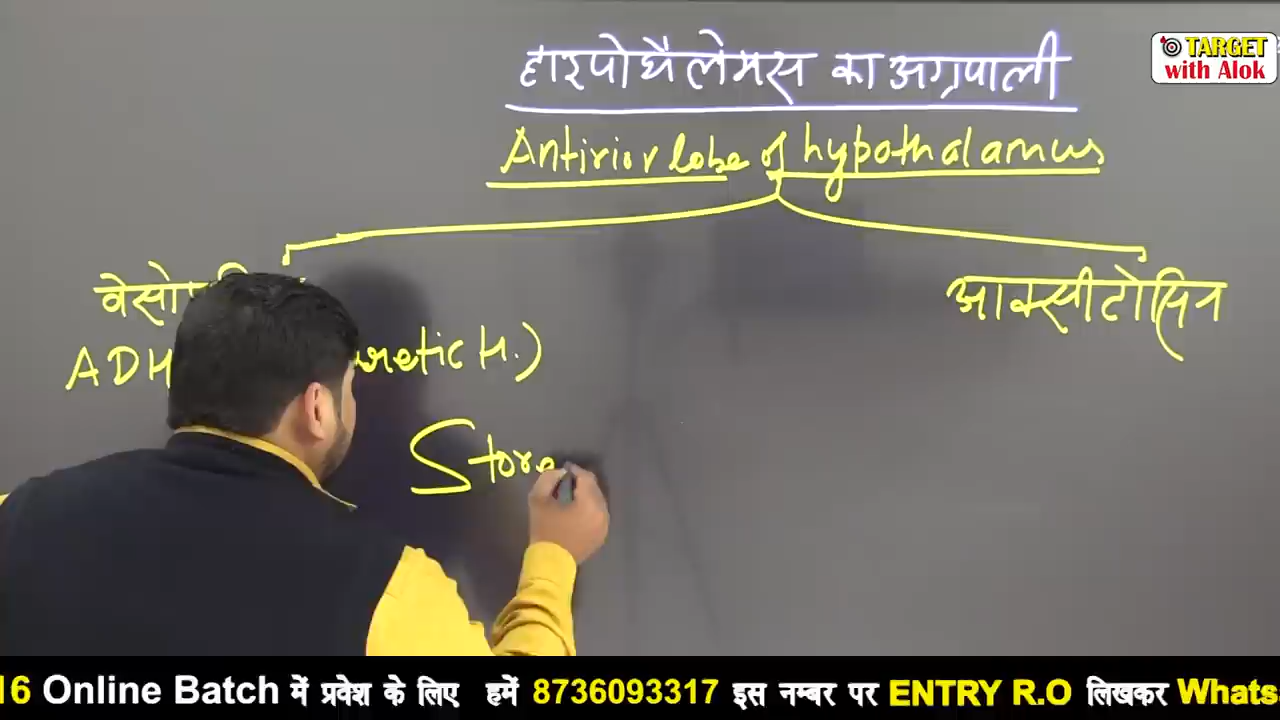 TARGET
with Alok
हाइपोथैलेमस का अग्रपाली
Antirior lobe of hypothalamus
आक्सीटोसिन
ADH uretic H.)
Store
16 Online Batch में प्रवेश के लिए हमें 8736093317 इस नम्बर पर ENTRY R.O लिखकर Whats